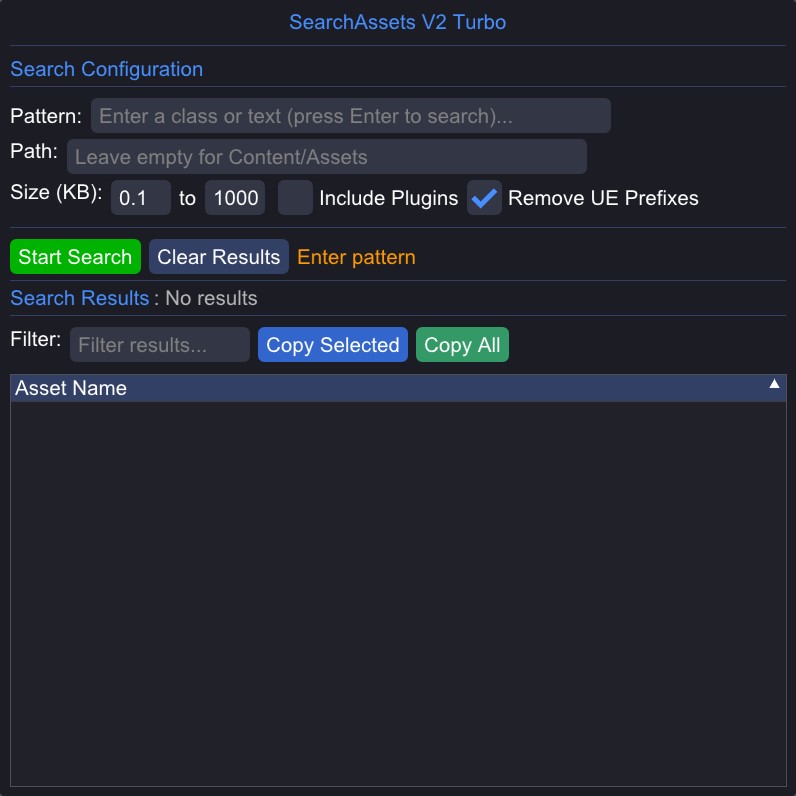 SearchAssets V2 Turbo
Search Configuration
Pattern: Enter a class or text (press Enter to search)...
Path: Leave empty for Content/Assets
Size (KB): 0.1 to 1000 Include Plugins Remove UE Prefixes
Start Search Clear Results Enter pattern
Search Results : No results
Filter: Filter results... Copy Selected Copy All
Asset Name